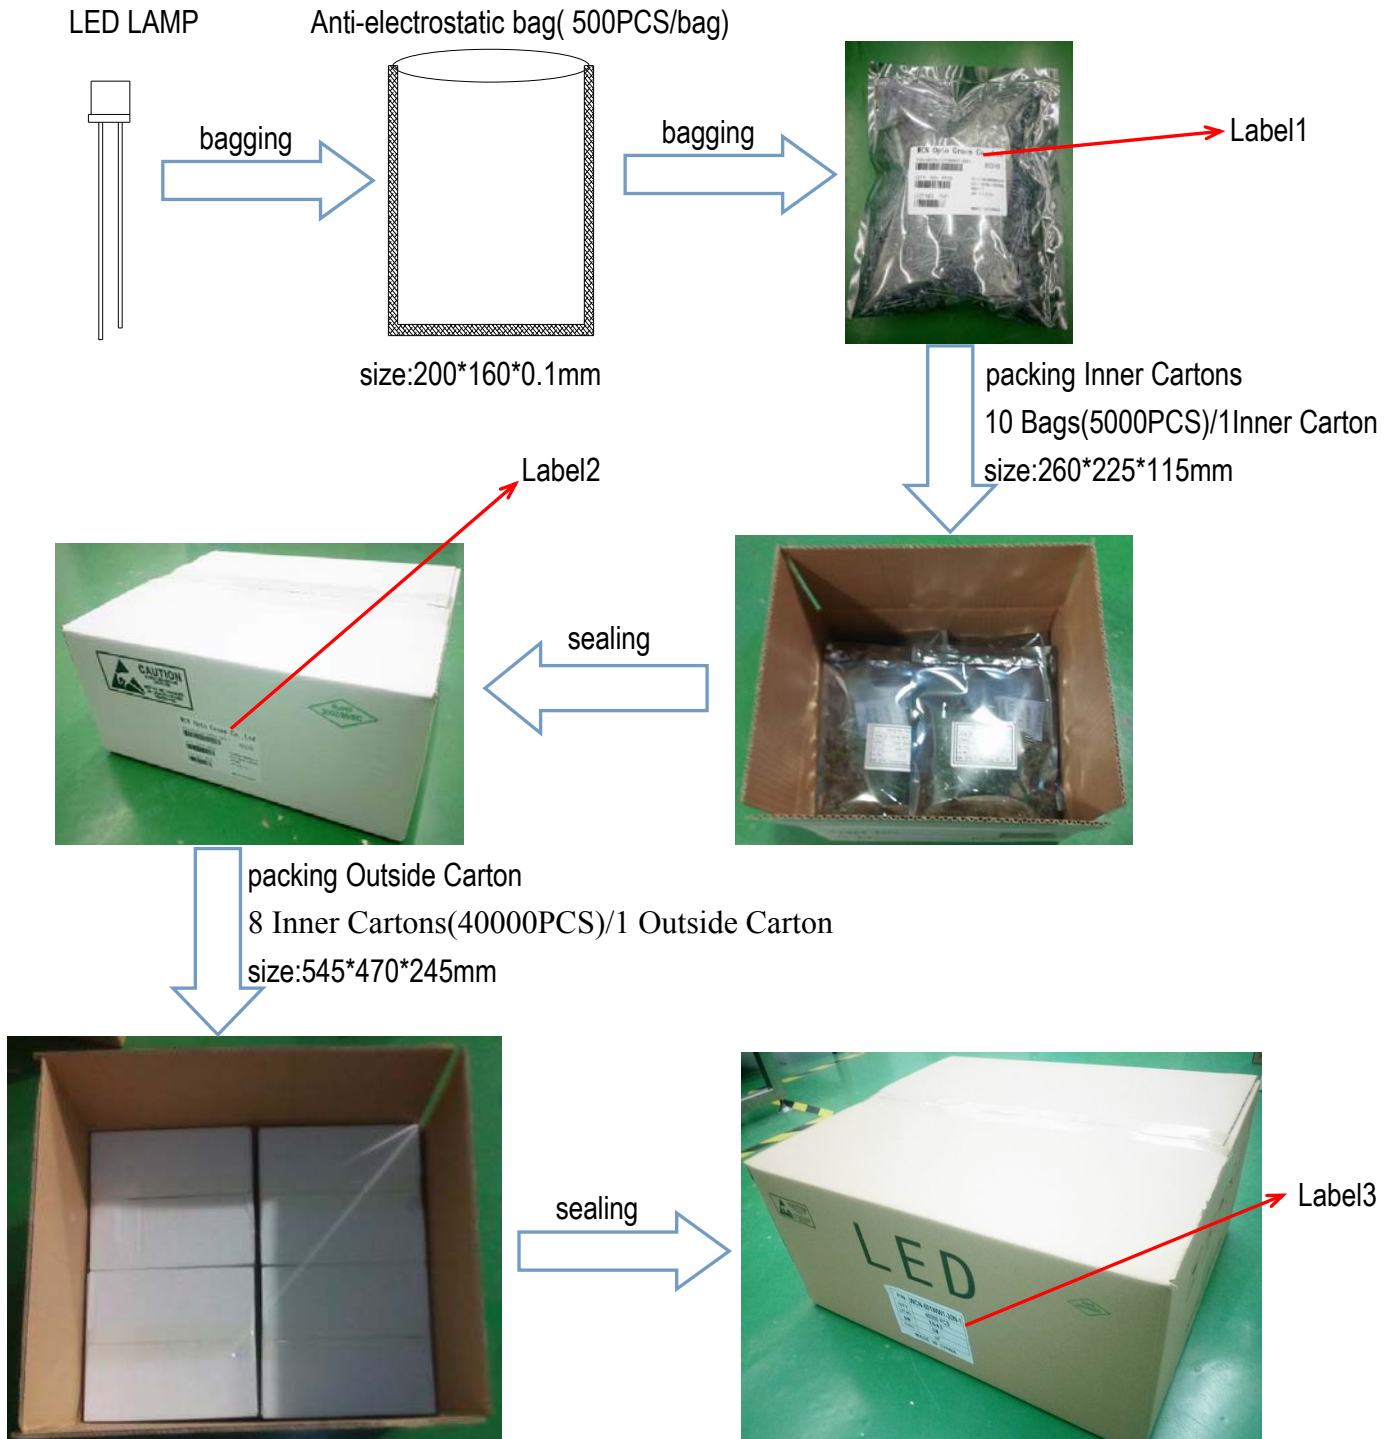 LED LAMP
Anti-electrostatic bag( 500PCS/bag)
bagging
bagging
Label1
size:200*160*0.1mm
packing Inner Cartons
10 Bags(5000PCS)/1Inner Carton
size:260*225*115mm
Label2
sealing
CAUTION
packing Outside Carton
8 Inner Cartons(40000PCS)/1 Outside Carton
size:545*470*245mm
sealing
Label3
LED